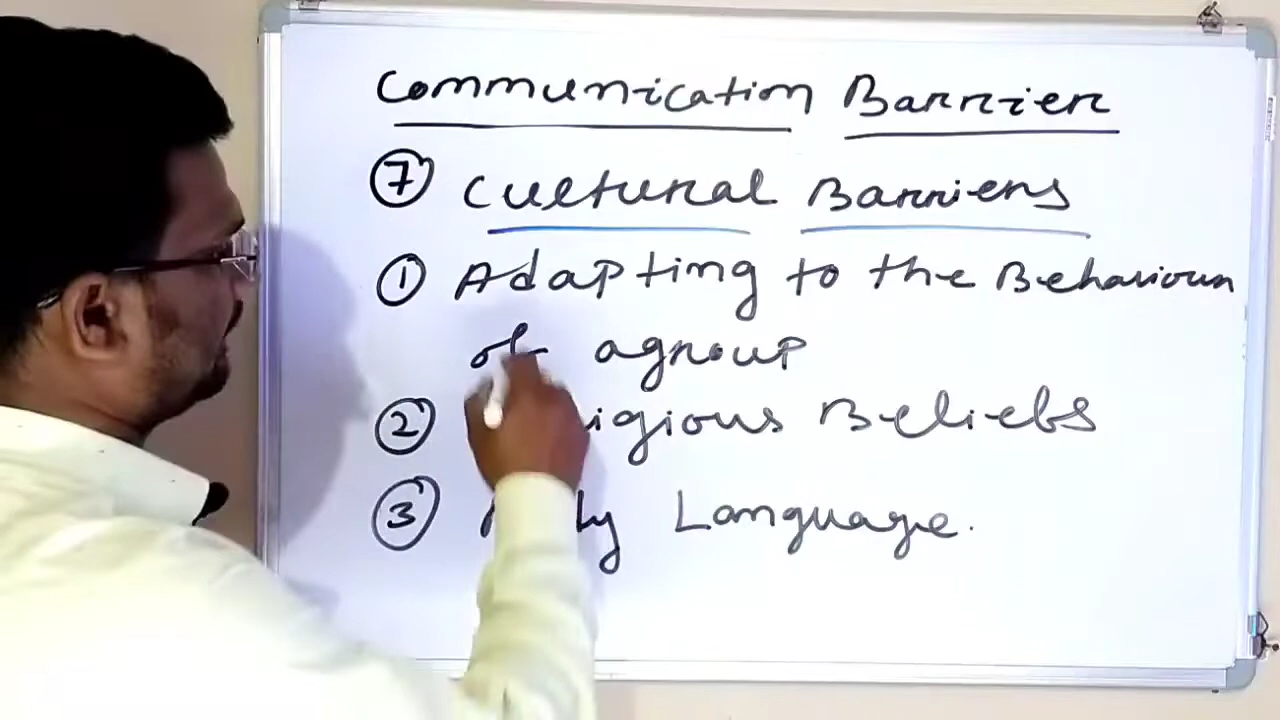 Communication Barrier
⑦ Cultural Barriers
① Adapting to the Behaviour
of agroup
② igious Beliefs
③ Language.